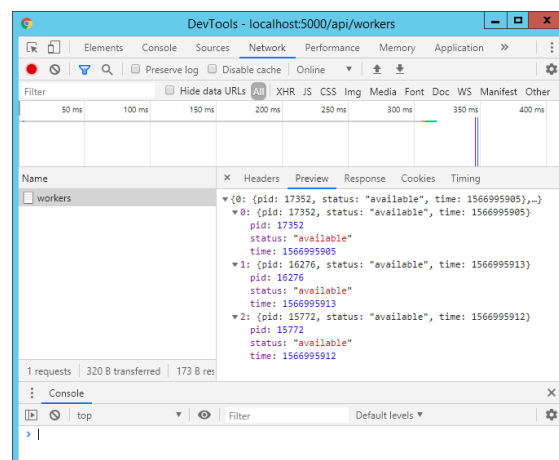 DevTools - localhost:5000/api/workers
Elements Console Sources Network Performance Memory Application »
Preserve log Disable cache Online
Filter Hide data URLs All XHR JS CSS Img Media Font Doc WS Manifest Other
50 ms 100 ms 150 ms 200 ms 250 ms 300 ms 350 ms 400 ms
Name × Headers Preview Response Cookies Timing
workers
▼{0: {pid: 17352, status: "available", time: 1566995905},…}
▼0: {pid: 17352, status: "available", time: 1566995905}
pid: 17352
status: "available"
time: 1566995905
▼1: {pid: 16276, status: "available", time: 1566995913}
pid: 16276
status: "available"
time: 1566995913
▼2: {pid: 15772, status: "available", time: 1566995912}
pid: 15772
status: "available"
time: 1566995912
1 requests 320 B transferred 173 B re
Console
top Filter Default levels ▼